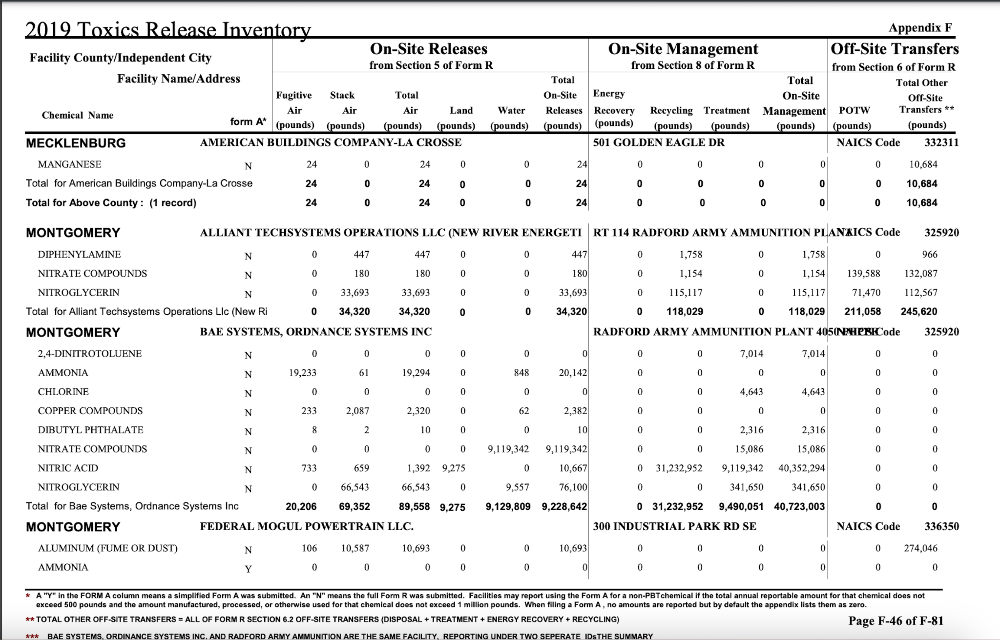 2019 Toxics Release Inventory Appendix F
On-Site Releases On-Site Management Off-Site Transfers
Facility County/Independent City from Section 5 of Form R from Section 8 of Form R from Section 6 of Form R
Facility Name/Address Total Total Total Other
Fugitive Stack Total On-Site Energy On-Site Off-Site
Chemical Name Air Air Air Land Water Releases Recovery Recycling Treatment Management POTW Transfers **
form A* (pounds) (pounds) (pounds) (pounds) (pounds) (pounds) (pounds) (pounds) (pounds) (pounds) (pounds) (pounds)
MECKLENBURG AMERICAN BUILDINGS COMPANY-LA CROSSE 501 GOLDEN EAGLE DR NAICS Code 332311
MANGANESE N 24 0 24 0 0 24 0 0 0 0 0 10,684
Total for American Buildings Company-La Crosse 24 0 24 0 0 24 0 0 0 0 0 10,684
Total for Above County : (1 record) 24 0 24 0 0 24 0 0 0 0 0 10,684
MONTGOMERY ALLIANT TECHSYSTEMS OPERATIONS LLC (NEW RIVER ENERGETI RT 114 RADFORD ARMY AMMUNITION PLANT NAICS Code 325920
DIPHENYLAMINE N 0 447 447 0 0 447 0 1,758 0 1,758 0 966
NITRATE COMPOUNDS N 0 180 180 0 0 180 0 1,154 0 1,154 139,588 132,087
NITROGLYCERIN N 0 33,693 33,693 0 0 33,693 0 115,117 0 115,117 71,470 112,567
Total for Alliant Techsystems Operations Llc (New Ri 0 34,320 34,320 0 0 34,320 0 118,029 0 118,029 211,058 245,620
MONTGOMERY BAE SYSTEMS, ORDNANCE SYSTEMS INC RADFORD ARMY AMMUNITION PLANT 4050 NAICS Code 325920
2,4-DINITROTOLUENE N 0 0 0 0 0 0 0 0 7,014 7,014 0 0
AMMONIA N 19,233 61 19,294 0 848 20,142 0 0 0 0 0 0
CHLORINE N 0 0 0 0 0 0 0 0 4,643 4,643 0 0
COPPER COMPOUNDS N 233 2,087 2,320 0 62 2,382 0 0 0 0 0 0
DIBUTYL PHTHALATE N 8 2 10 0 0 10 0 0 2,316 2,316 0 0
NITRATE COMPOUNDS N 0 0 0 0 9,119,342 9,119,342 0 0 15,086 15,086 0 0
NITRIC ACID N 733 659 1,392 9,275 0 10,667 0 31,232,952 9,119,342 40,352,294 0 0
NITROGLYCERIN N 0 66,543 66,543 0 9,557 76,100 0 0 341,650 341,650 0 0
Total for Bae Systems, Ordnance Systems Inc 20,206 69,352 89,558 9,275 9,129,809 9,228,642 0 31,232,952 9,490,051 40,723,003 0 0
MONTGOMERY FEDERAL MOGUL POWERTRAIN LLC. 300 INDUSTRIAL PARK RD SE NAICS Code 336350
ALUMINUM (FUME OR DUST) N 106 10,587 10,693 0 0 10,693 0 0 0 0 0 274,046
AMMONIA Y 0 0 0 0 0 0 0 0 0 0 0 0
* A "Y" in the FORM A column means a simplified Form A was submitted. An "N" means the full Form R was submitted. Facilities may report using the Form A for a non-PBTchemical if the total annual reportable amount for that chemical does not
exceed 500 pounds and the amount manufactured, processed, or otherwise used for that chemical does not exceed 1 million pounds. When filing a Form A , no amounts are reported but by default the appendix lists them as zero.
** TOTAL OTHER OFF-SITE TRANSFERS = ALL OF FORM R SECTION 6.2 OFF-SITE TRANSFERS (DISPOSAL + TREATMENT + ENERGY RECOVERY + RECYCLING)
Page F-46 of F-81
*** BAE SYSTEMS, ORDINANCE SYSTEMS INC. AND RADFORD ARMY AMMUNITION ARE THE SAME FACILITY, REPORTING UNDER TWO SEPERATE IDsTHE SUMMARY